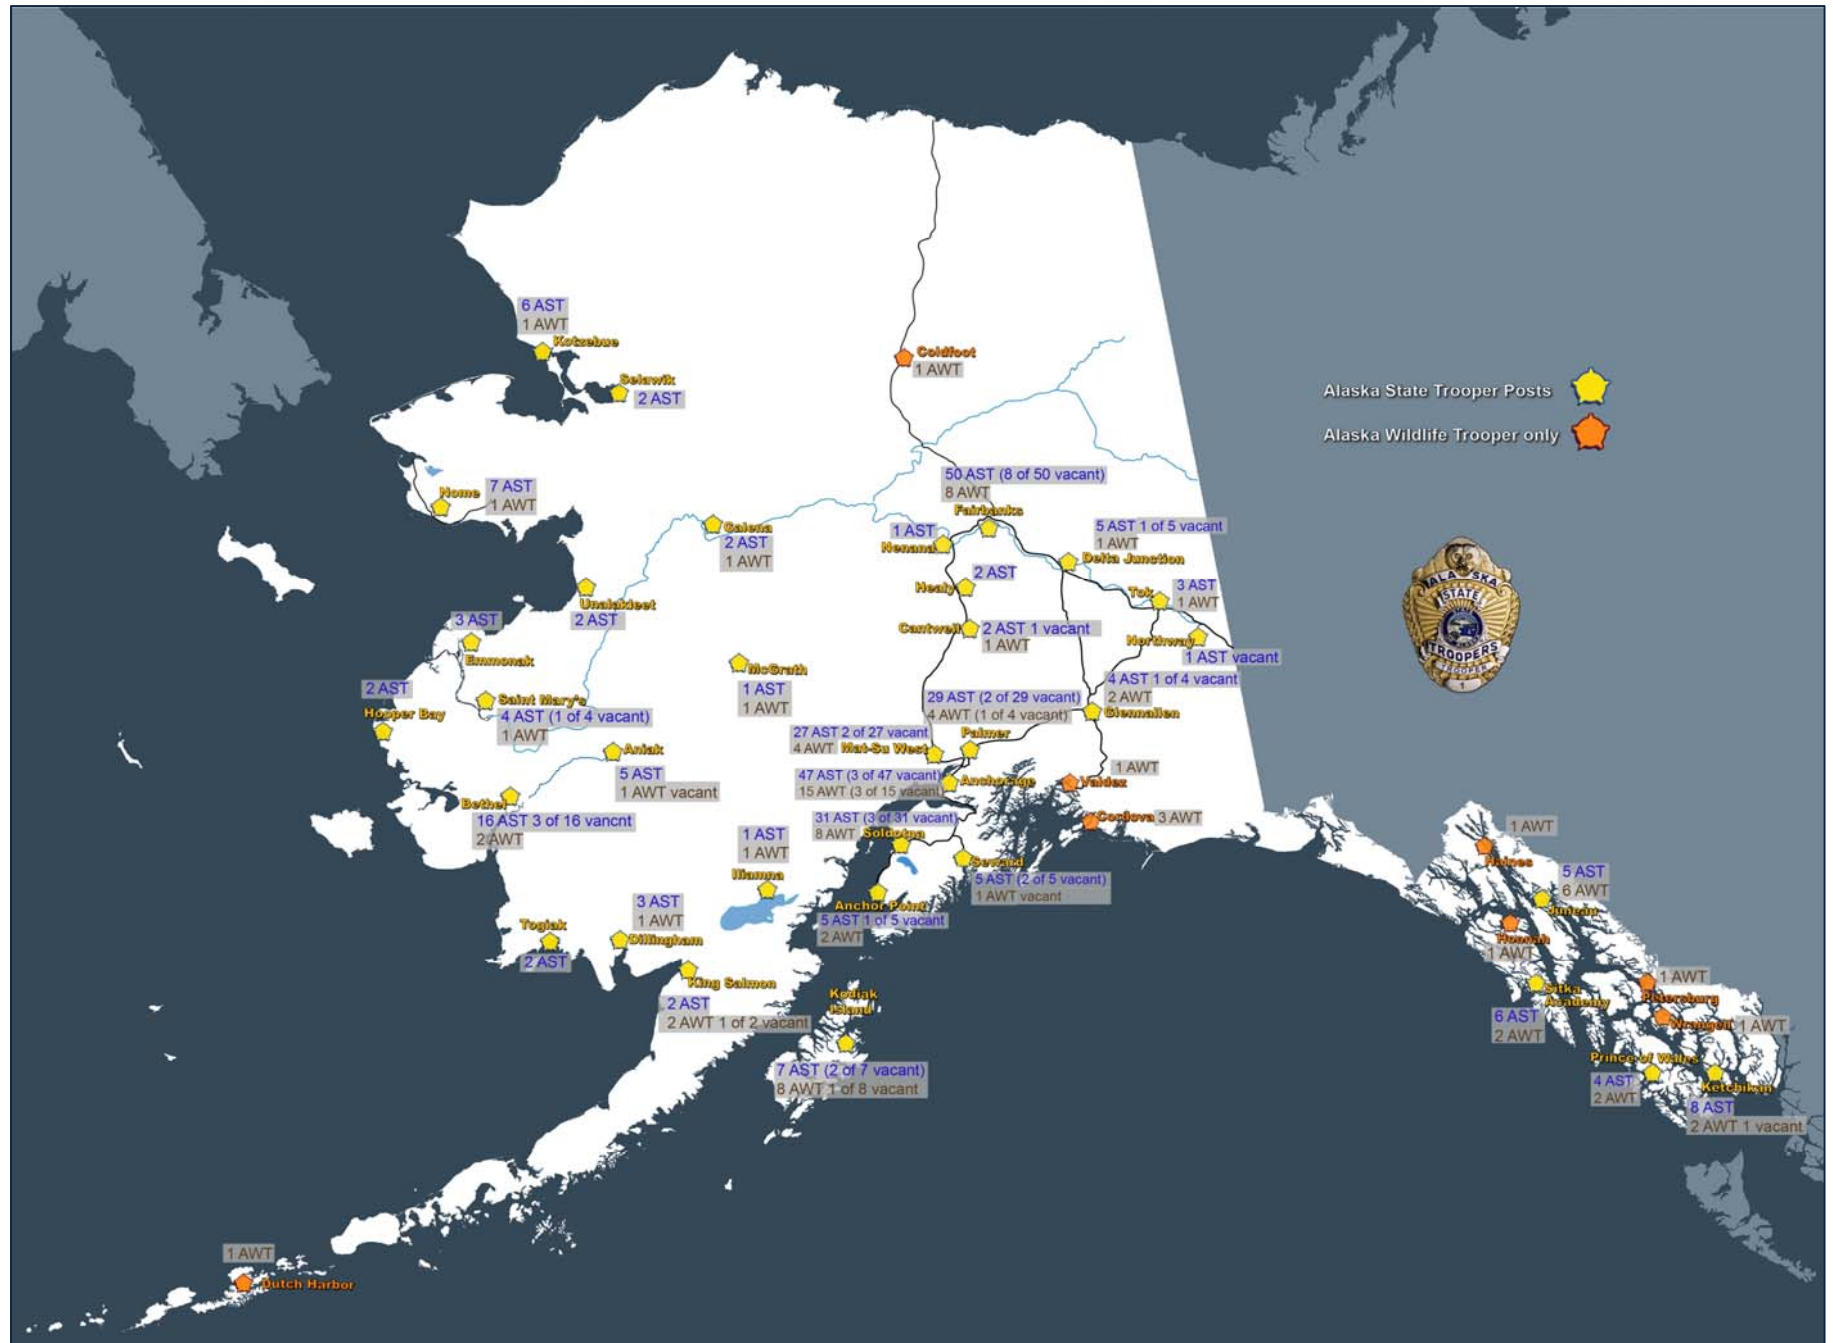 6 AST
1 AWT
Kotzebue
Selawik
2 AST
Coldfoot
1 AWT
Alaska State Trooper Posts
Alaska Wildlife Trooper only
50 AST (8 of 50 vacant)
8 AWT
Fairbanks
Nome
7 AST
1 AWT
Galena
2 AST
1 AWT
1 AST
Nenana
5 AST 1 of 5 vacant
1 AWT
Delta Junction
Healy
2 AST
Tok
3 AST
1 AWT
Unalakleet
2 AST
3 AST
Emmonak
Cantwell
2 AST 1 vacant
1 AWT
Northway
1 AST vacant
ALASKA
STATE
TROOPERS
TROOPER
1
McGrath
1 AST
1 AWT
2 AST
Hooper Bay
Saint Mary's
4 AST (1 of 4 vacant)
1 AWT
29 AST (2 of 29 vacant)
4 AWT (1 of 4 vacant)
Palmer
4 AST 1 of 4 vacant
2 AWT
Glennallen
27 AST 2 of 27 vacant
4 AWT
Mat-Su West
Aniak
5 AST
1 AWT vacant
47 AST (3 of 47 vacant)
15 AWT (3 of 15 vacant)
Anchorage
1 AWT
Valdez
Bethel
16 AST 3 of 16 vancnt
2 AWT
31 AST (3 of 31 vacant)
8 AWT
Soldotna
Cordova
3 AWT
1 AST
1 AWT
Iliamna
Seward
5 AST (2 of 5 vacant)
1 AWT vacant
Anchor Point
5 AST 1 of 5 vacant
2 AWT
1 AWT
Haines
5 AST
6 AWT
Juneau
Hoonah
1 AWT
3 AST
1 AWT
Dillingham
Togiak
2 AST
King Salmon
2 AST
2 AWT 1 of 2 vacant
Kodiak
Island
7 AST (2 of 7 vacant)
8 AWT 1 of 8 vacant
Sitka
Academy
6 AST
2 AWT
1 AWT
Petersburg
Wrangell
1 AWT
Prince of Wales
4 AST
2 AWT
Ketchikan
8 AST
2 AWT 1 vacant
1 AWT
Dutch Harbor